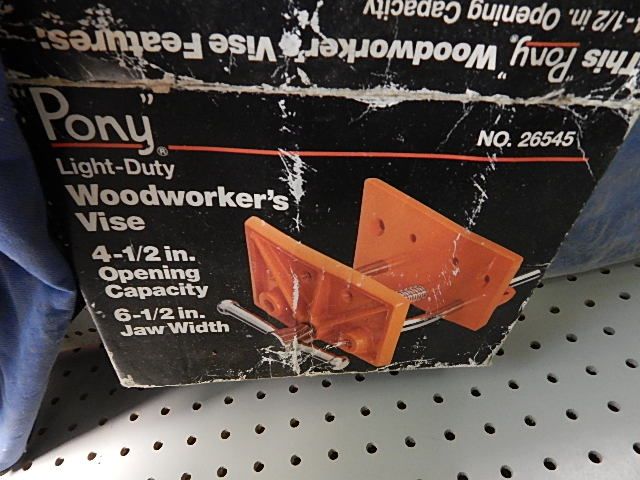 This "Pony" Woodworker's Vise Features:
-1/2 in. Opening Capacity
"Pony"®
NO. 26545
Light-Duty
Woodworker's
Vise
4-1/2 in.
Opening
Capacity
6-1/2 in.
Jaw Width